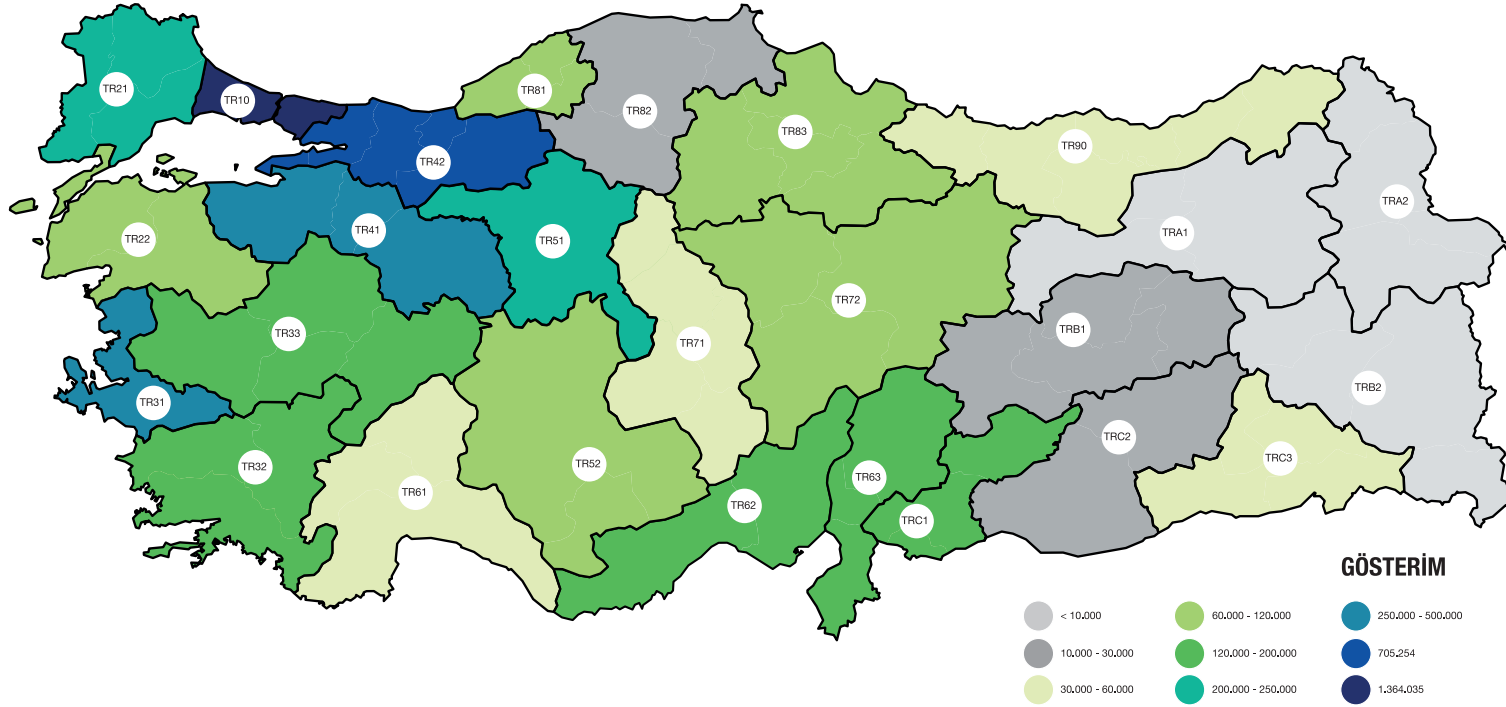 TR21
TR10
TR81
TR82
TR83
TR42
TR90
TR41
TR22
TR51
TRA1
TRA2
TR72
TR33
TR71
TRB1
TRB2
TR31
TR32
TR52
TRC2
TRC3
TR61
TR63
TR62
TRC1
GÖSTERİM
< 10.000
60.000 - 120.000
250.000 - 500.000
10.000 - 30.000
120.000 - 200.000
705.254
30.000 - 60.000
200.000 - 250.000
1.364.035